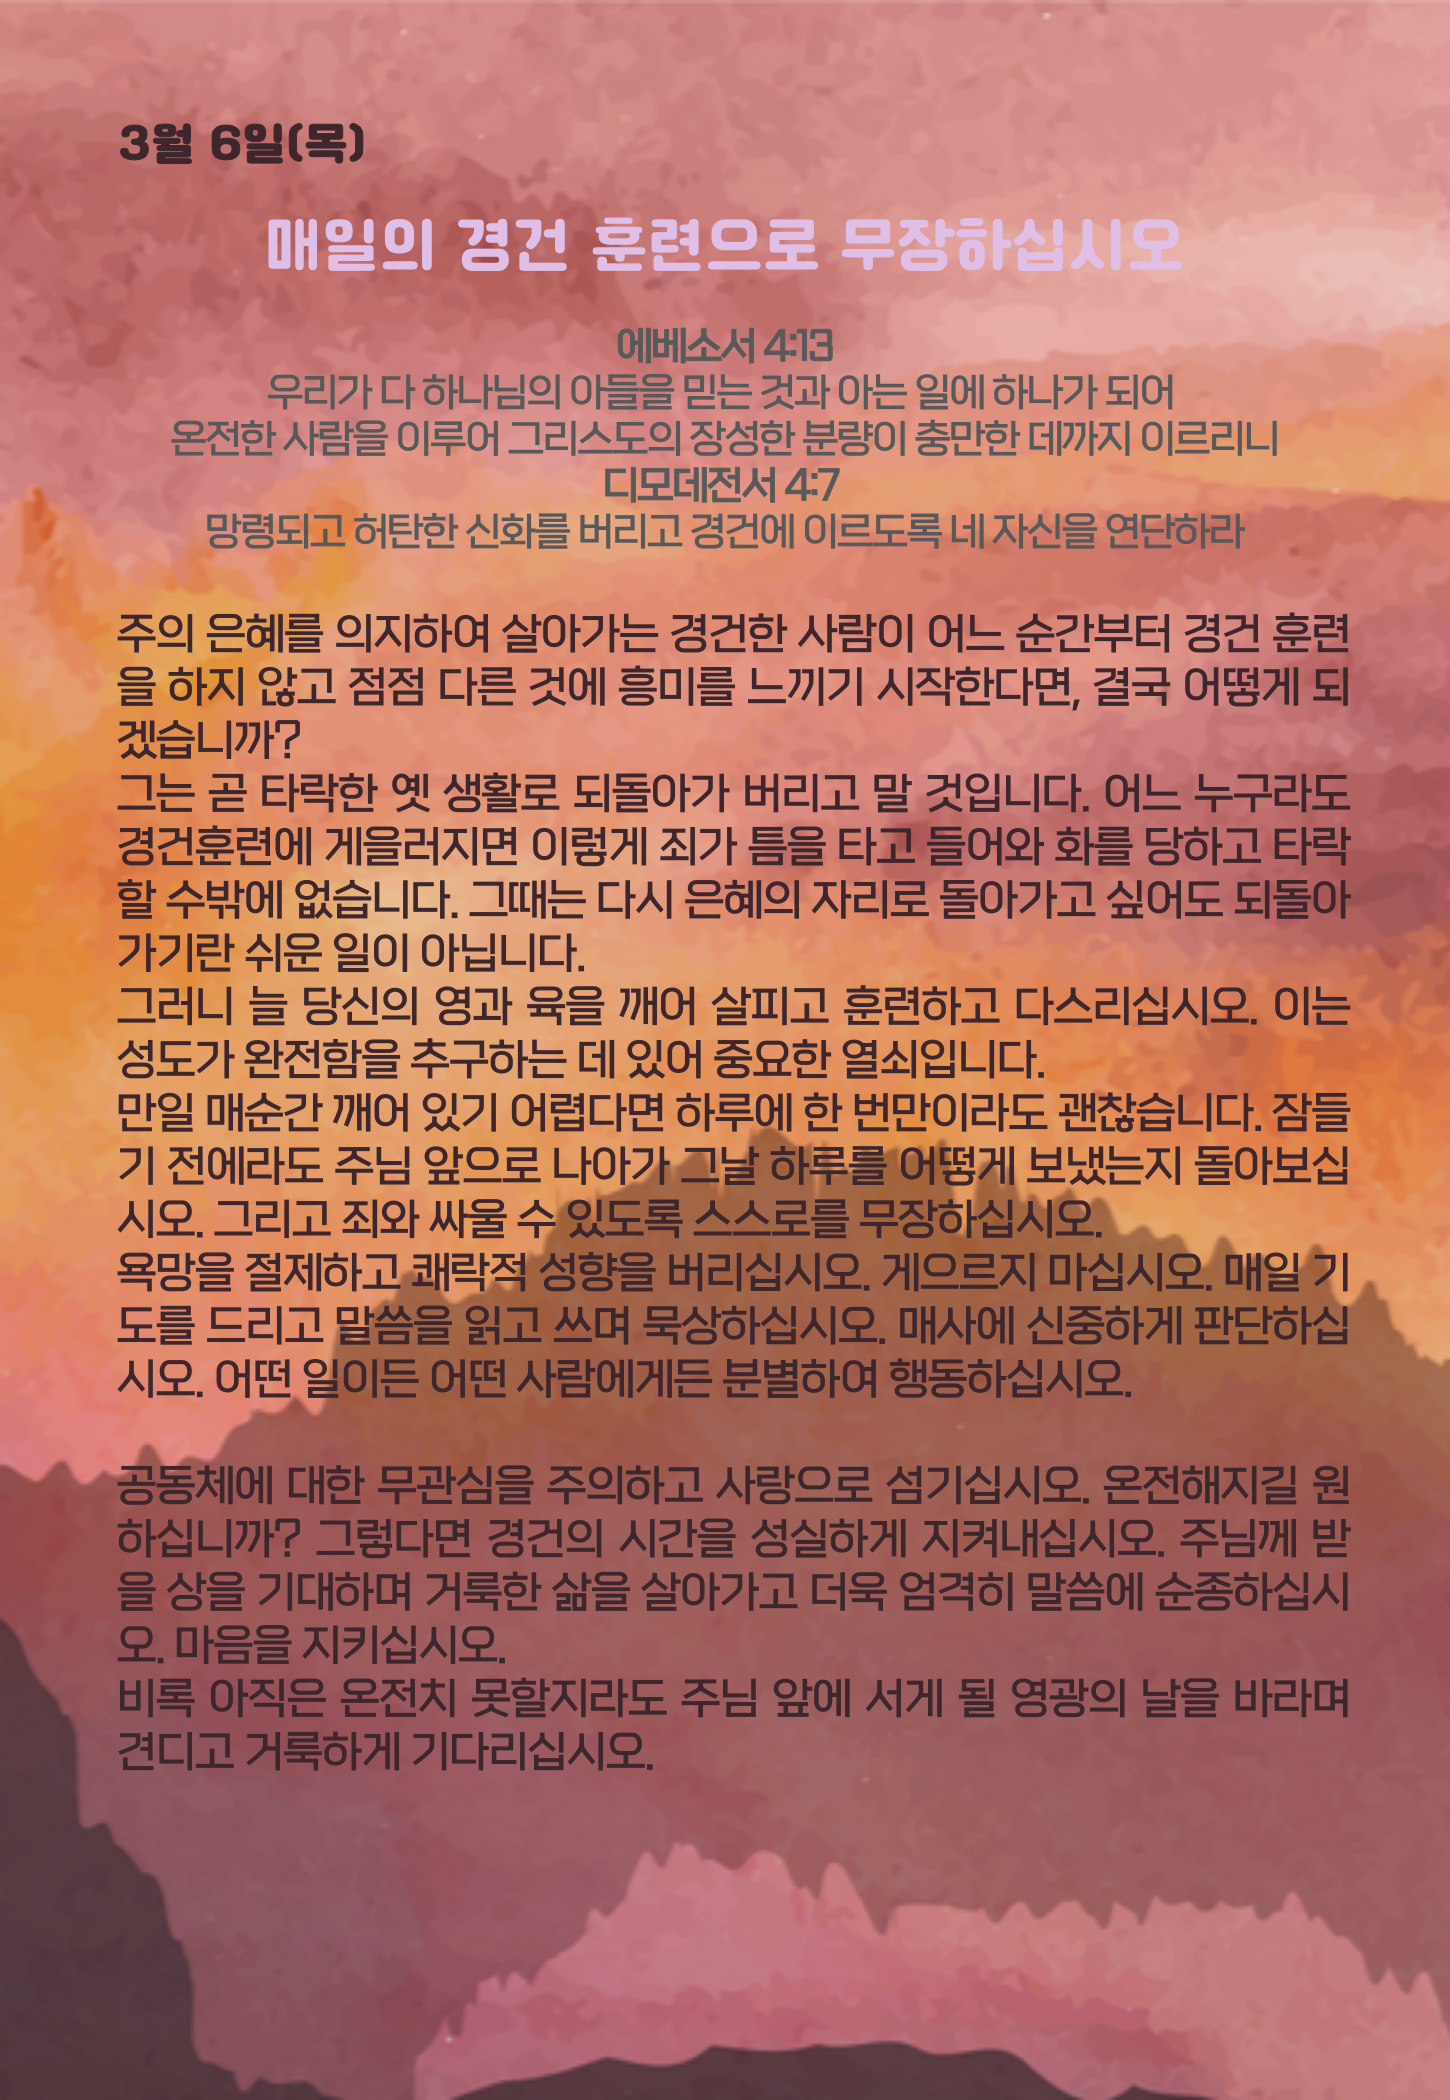 3월 6일(목)
매일의 경건 훈련으로 무장하십시오
에베소서 4:13
우리가 다 하나님의 아들을 믿는 것과 아는 일에 하나가 되어
온전한 사람을 이루어 그리스도의 장성한 분량이 충만한 데까지 이르리니
디모데전서 4:7
망령되고 허탄한 신화를 버리고 경건에 이르도록 네 자신을 연단하라
주의 은혜를 의지하여 살아가는 경건한 사람이 어느 순간부터 경건 훈련
을 하지 않고 점점 다른 것에 흥미를 느끼기 시작한다면, 결국 어떻게 되
겠습니까?
그는 곧 타락한 옛 생활로 되돌아가 버리고 말 것입니다. 어느 누구라도
경건훈련에 게을러지면 이렇게 죄가 틈을 타고 들어와 화를 당하고 타락
할 수밖에 없습니다. 그때는 다시 은혜의 자리로 돌아가고 싶어도 되돌아
가기란 쉬운 일이 아닙니다.
그러니 늘 당신의 영과 육을 깨어 살피고 훈련하고 다스리십시오. 이는
성도가 완전함을 추구하는 데 있어 중요한 열쇠입니다.
만일 매순간 깨어 있기 어렵다면 하루에 한 번만이라도 괜찮습니다. 잠들
기 전에라도 주님 앞으로 나아가 그날 하루를 어떻게 보냈는지 돌아보십
시오. 그리고 죄와 싸울 수 있도록 스스로를 무장하십시오.
욕망을 절제하고 쾌락적 성향을 버리십시오. 게으르지 마십시오. 매일 기
도를 드리고 말씀을 읽고 쓰며 묵상하십시오. 매사에 신중하게 판단하십
시오. 어떤 일이든 어떤 사람에게든 분별하여 행동하십시오.
공동체에 대한 무관심을 주의하고 사랑으로 섬기십시오. 온전해지길 원
하십니까? 그렇다면 경건의 시간을 성실하게 지켜내십시오. 주님께 받
을 상을 기대하며 거룩한 삶을 살아가고 더욱 엄격히 말씀에 순종하십시
오. 마음을 지키십시오.
비록 아직은 온전치 못할지라도 주님 앞에 서게 될 영광의 날을 바라며
견디고 거룩하게 기다리십시오.